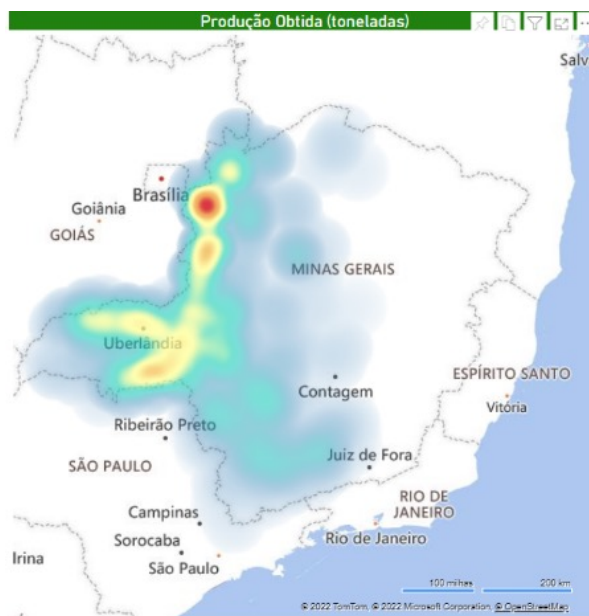 Produção Obtida (toneladas)
Salv
Brasília
Goiânia
GOIÁS
MINAS GERAIS
Uberlândia
ESPÍRITO SANTO
Contagem
Vitória
Ribeirão Preto
Juiz de Fora
SÃO PAULO
RIO DE
JANEIRO
Campinas
Rio de Janeiro
Sorocaba
lrina
São Paulo
100 milhas
200 km
© 2022 TomTom, © 2022 Microsoft Corporation, © OpenStreetMap